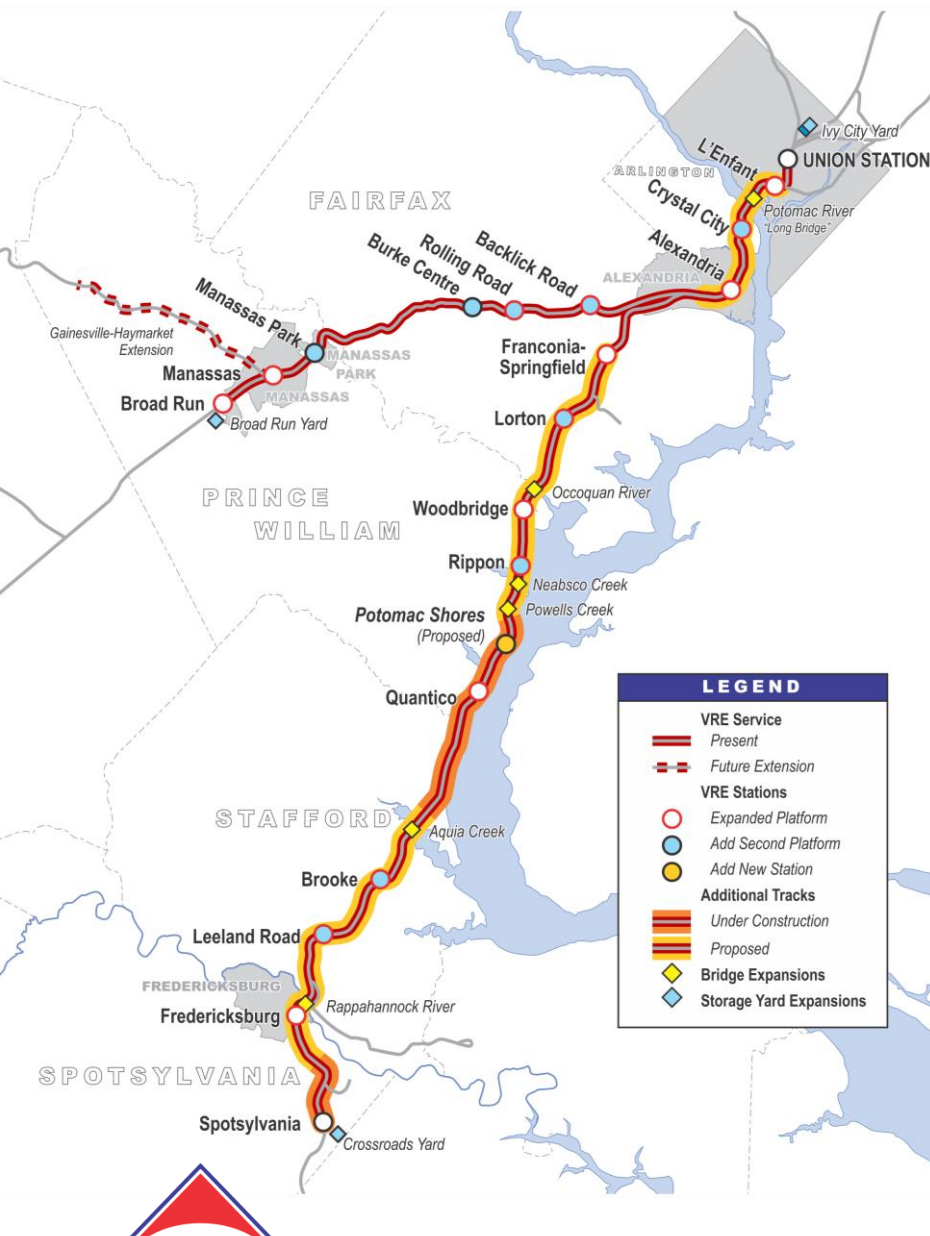 Ivy City Yard
UNION STATION
L'Enfant
ARLINGTON
Crystal City
Potomac River
"Long Bridge"
FAIRFAX
Alexandria
ALEXANDRIA
Backlick Road
Rolling Road
Burke Centre
Manassas Park
Gainesville-Haymarket
Extension
MANASSAS
PARK
Manassas
MANASSAS
Broad Run
Broad Run Yard
Franconia-
Springfield
Lorton
PRINCE
WILLIAM
Occoquan River
Woodbridge
Rippon
Neabsco Creek
Powells Creek
Potomac Shores
(Proposed)
Quantico
STAFFORD
Aquia Creek
Brooke
Leeland Road
FREDERICKSBURG
Rappahannock River
Fredericksburg
SPOTSYLVANIA
Spotsylvania
Crossroads Yard
LEGEND
VRE Service
Present
Future Extension
VRE Stations
Expanded Platform
Add Second Platform
Add New Station
Additional Tracks
Under Construction
Proposed
Bridge Expansions
Storage Yard Expansions